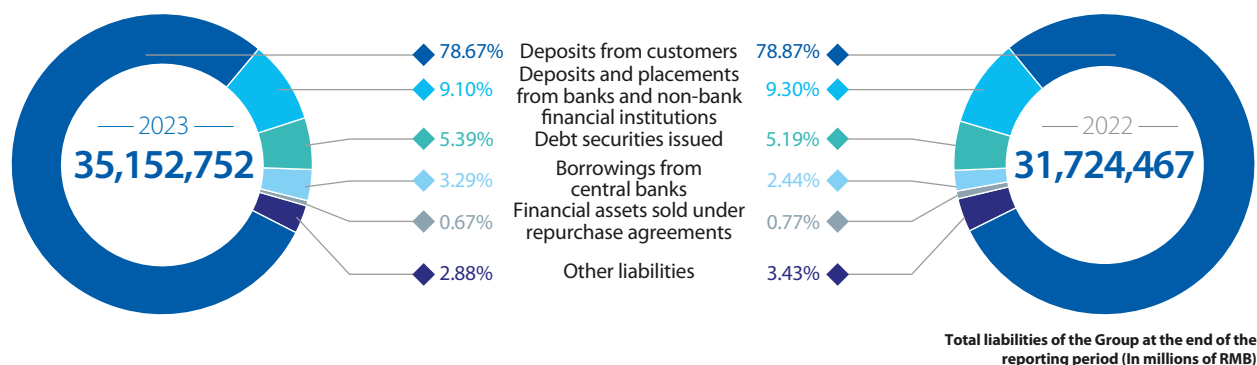 78.67% Deposits from customers 78.87%
Deposits and placements
9.10% from banks and non-bank 9.30%
financial institutions
2023
35,152,752
5.39% Debt securities issued 5.19%
2022
31,724,467
Borrowings from
3.29% central banks 2.44%
Financial assets sold under
0.67% repurchase agreements 0.77%
2.88% Other liabilities 3.43%
Total liabilities of the Group at the end of the
reporting period (In millions of RMB)